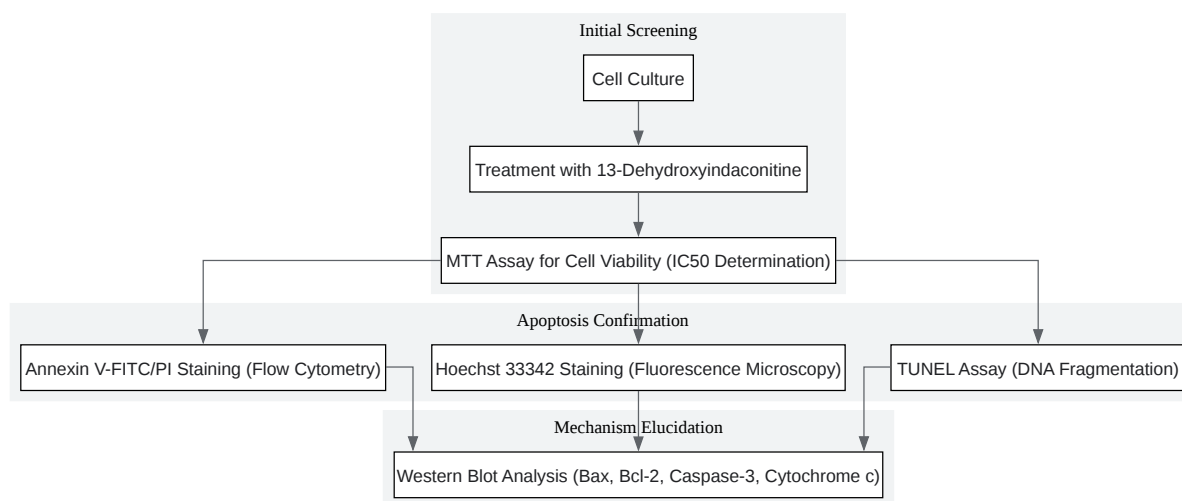 Initial Screening
Cell Culture
Treatment with 13-Dehydroxyindaconitine
MTT Assay for Cell Viability (IC50 Determination)
Apoptosis Confirmation
Annexin V-FITC/PI Staining (Flow Cytometry)
Hoechst 33342 Staining (Fluorescence Microscopy)
TUNEL Assay (DNA Fragmentation)
Mechanism Elucidation
Western Blot Analysis (Bax, Bcl-2, Caspase-3, Cytochrome c)